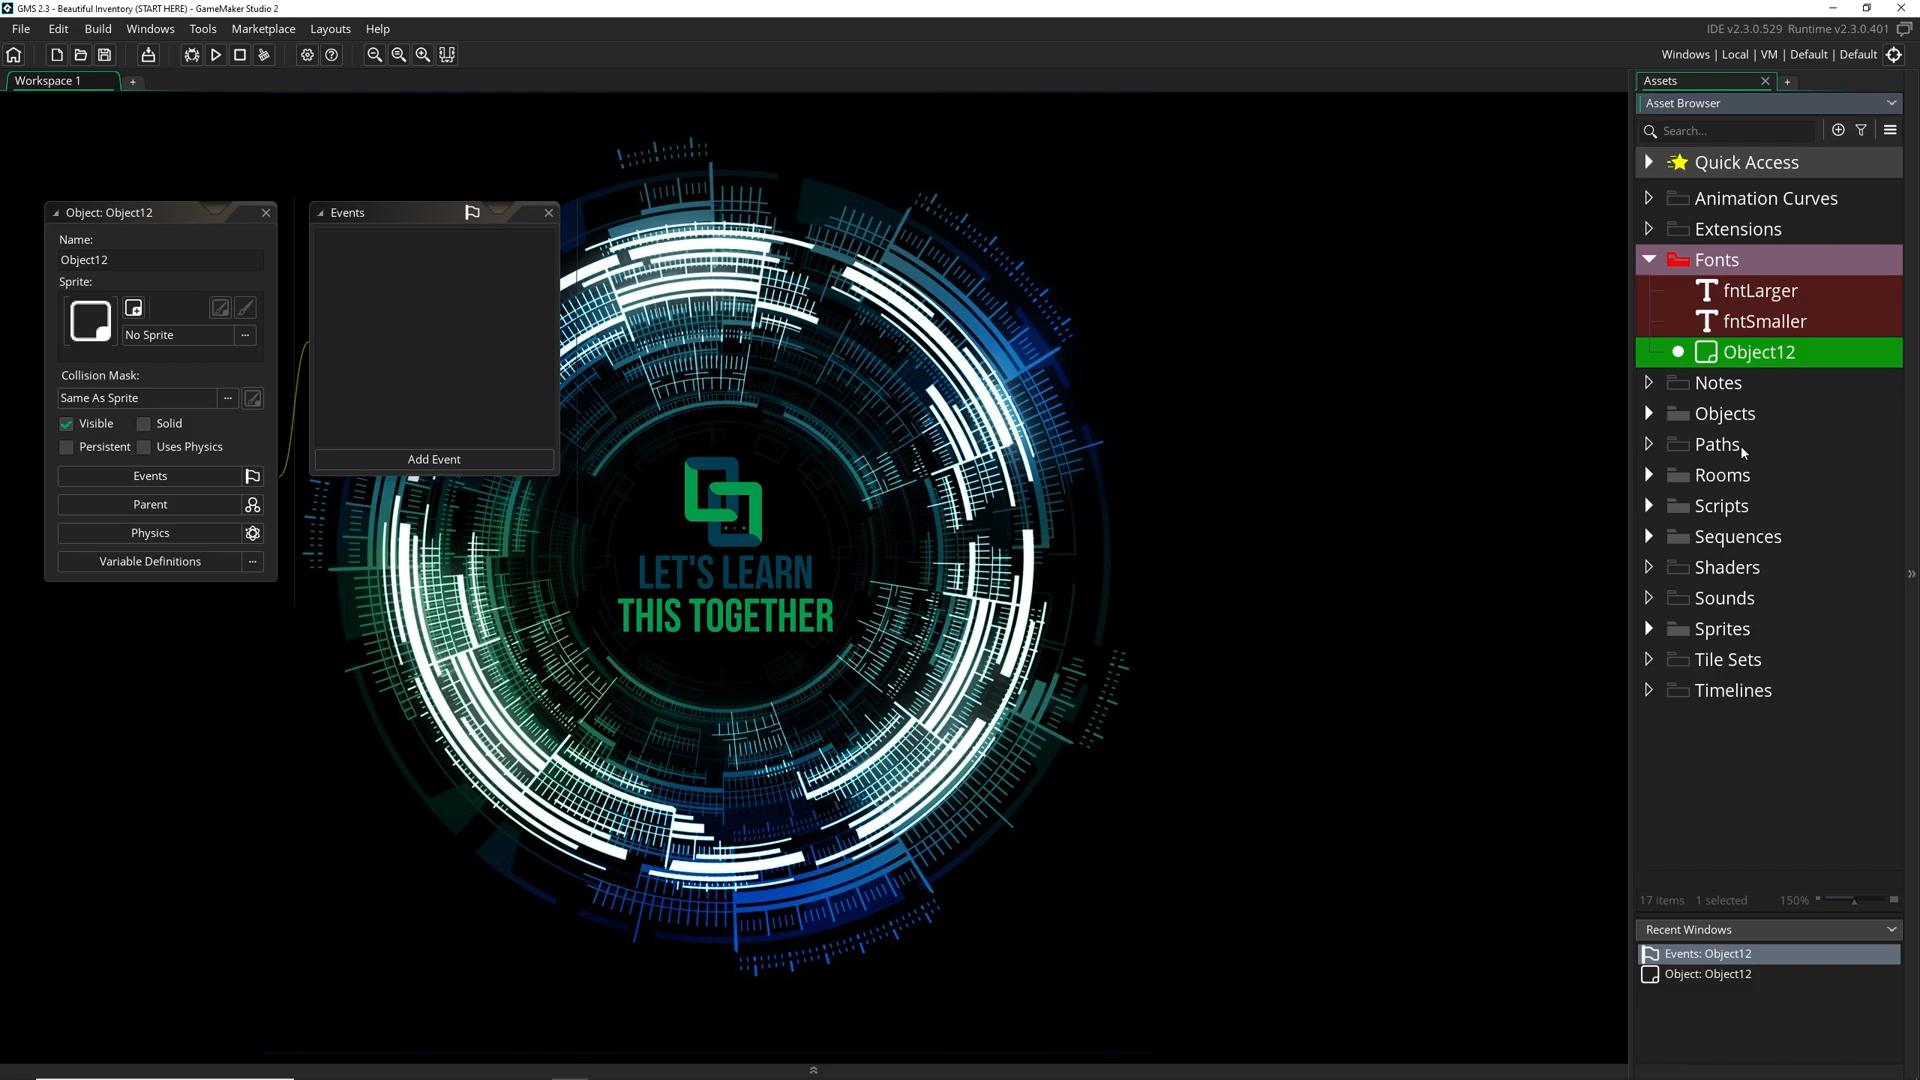 GMS 2.3 - Beautiful Inventory (START HERE) - GameMaker Studio 2
File Edit Build Windows Tools Marketplace Layouts Help
IDE v2.3.0.529 Runtime v2.3.0.401
Windows | Local | VM | Default | Default
Workspace 1
+
Assets
+
Asset Browser
Search...
Quick Access
Animation Curves
Extensions
Fonts
fntLarger
fntSmaller
Object12
Notes
Objects
Paths
Rooms
Scripts
Sequences
Shaders
Sounds
Sprites
Tile Sets
Timelines
17 items 1 selected 150%
Recent Windows
Events: Object12
Object: Object12
Object: Object12
Name:
Object12
Sprite:
No Sprite
Collision Mask:
Same As Sprite
Visible Solid
Persistent Uses Physics
Events
Parent
Physics
Variable Definitions
Events
Add Event
LET'S LEARN
THIS TOGETHER